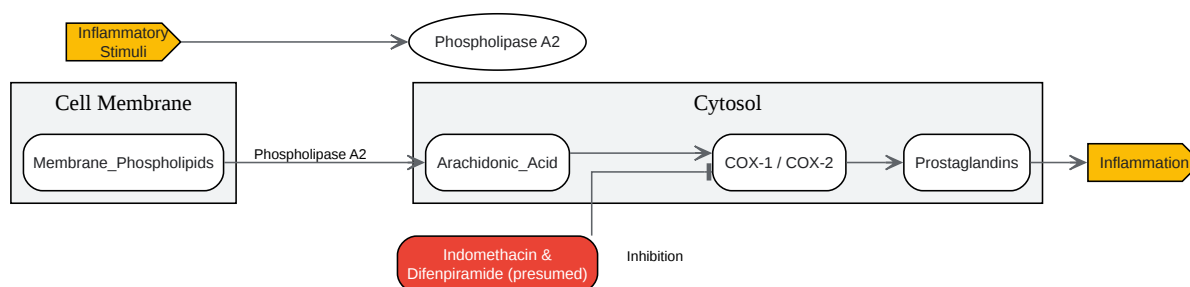 Inflammatory
Stimuli
Phospholipase A2
Cell Membrane
Cytosol
Membrane_Phospholipids
Phospholipase A2
Arachidonic_Acid
COX-1 / COX-2
Prostaglandins
Inflammation
Indomethacin &
Difenpiramide (presumed)
Inhibition